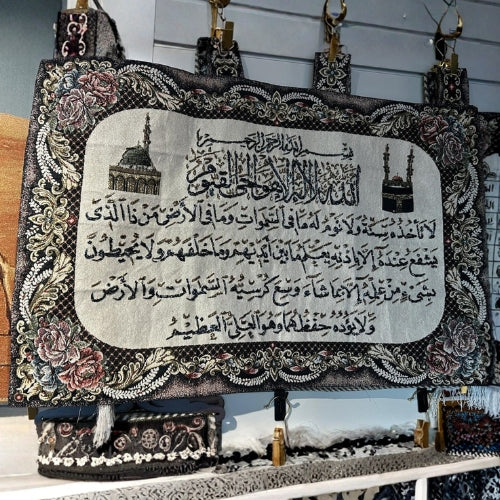 بسم الله الرحمن الرحيم
الله لا إله إلا هو الحي القيوم
لا تأخذه سنة ولا نوم له ما في السموات وما في الأرض من ذا الذي
يشفع عنده إلا بإذنه يعلم ما بين أيديهم وما خلفهم ولا يحيطون
بشيء من علمه إلا بما شاء وسع كرسيه السموات والأرض
ولا يؤده حفظهما وهو العلي العظيم